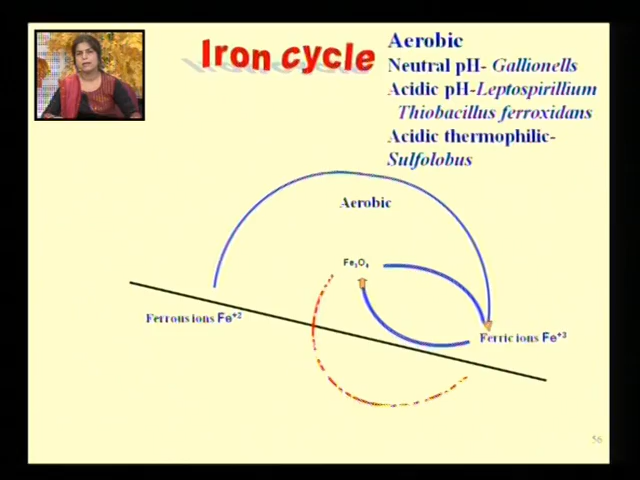 Iron cycle
Aerobic
Neutral pH- Gallionells
Acidic pH-Leptospirillium
Thiobacillus ferroxidans
Acidic thermophilic-
Sulfolobus
Aerobic
Fe₃O₄
Ferrous ions Fe⁺²
Ferric ions Fe⁺³
56